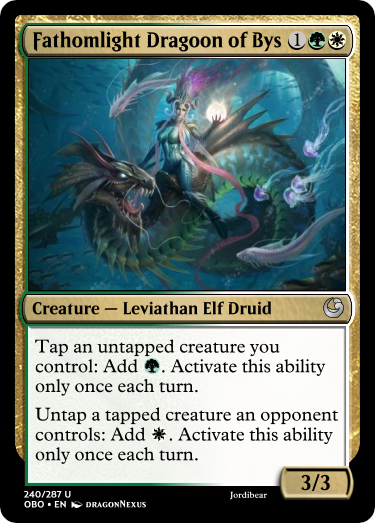 Fathomlight Dragoon of Bys 1
Creature — Leviathan Elf Druid
Tap an untapped creature you
control: Add . Activate this ability
only once each turn.
Untap a tapped creature an opponent
controls: Add . Activate this ability
only once each turn.
3/3
240/287 U
OBO • EN DRAGONNEXUS
Jordibear